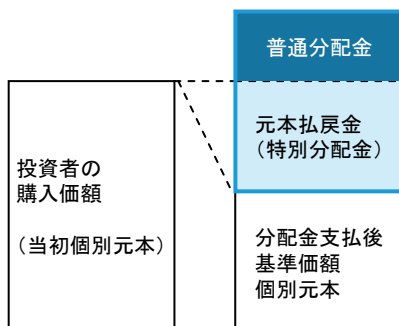 普通分配金
元本払戻金
（特別分配金）
投資者の
購入価額
（当初個別元本）
分配金支払後
基準価額
個別元本